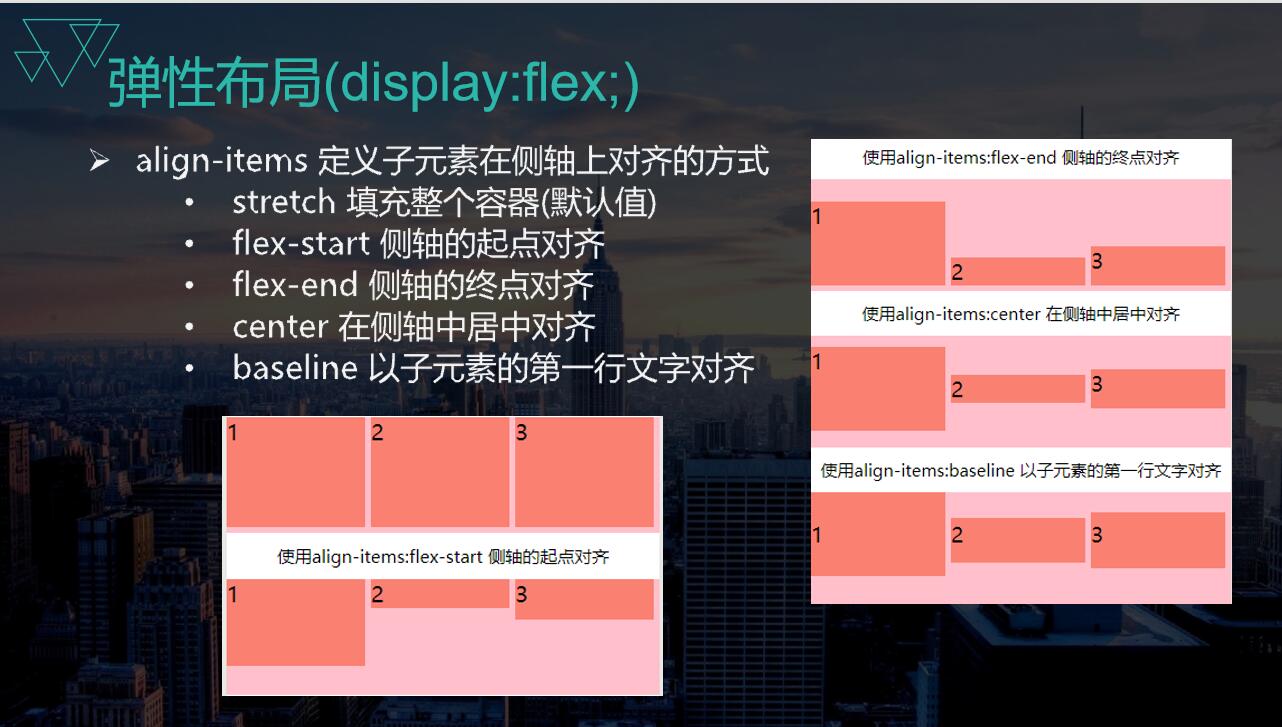 弹性布局(display:flex;)
➢ align-items 定义子元素在侧轴上对齐的方式
• stretch 填充整个容器(默认值)
• flex-start 侧轴的起点对齐
• flex-end 侧轴的终点对齐
• center 在侧轴中居中对齐
• baseline 以子元素的第一行文字对齐
1 2 3
使用align-items:flex-start 侧轴的起点对齐
1 2 3
使用align-items:flex-end 侧轴的终点对齐
1 2 3
使用align-items:center 在侧轴中居中对齐
1 2 3
使用align-items:baseline 以子元素的第一行文字对齐
1 2 3